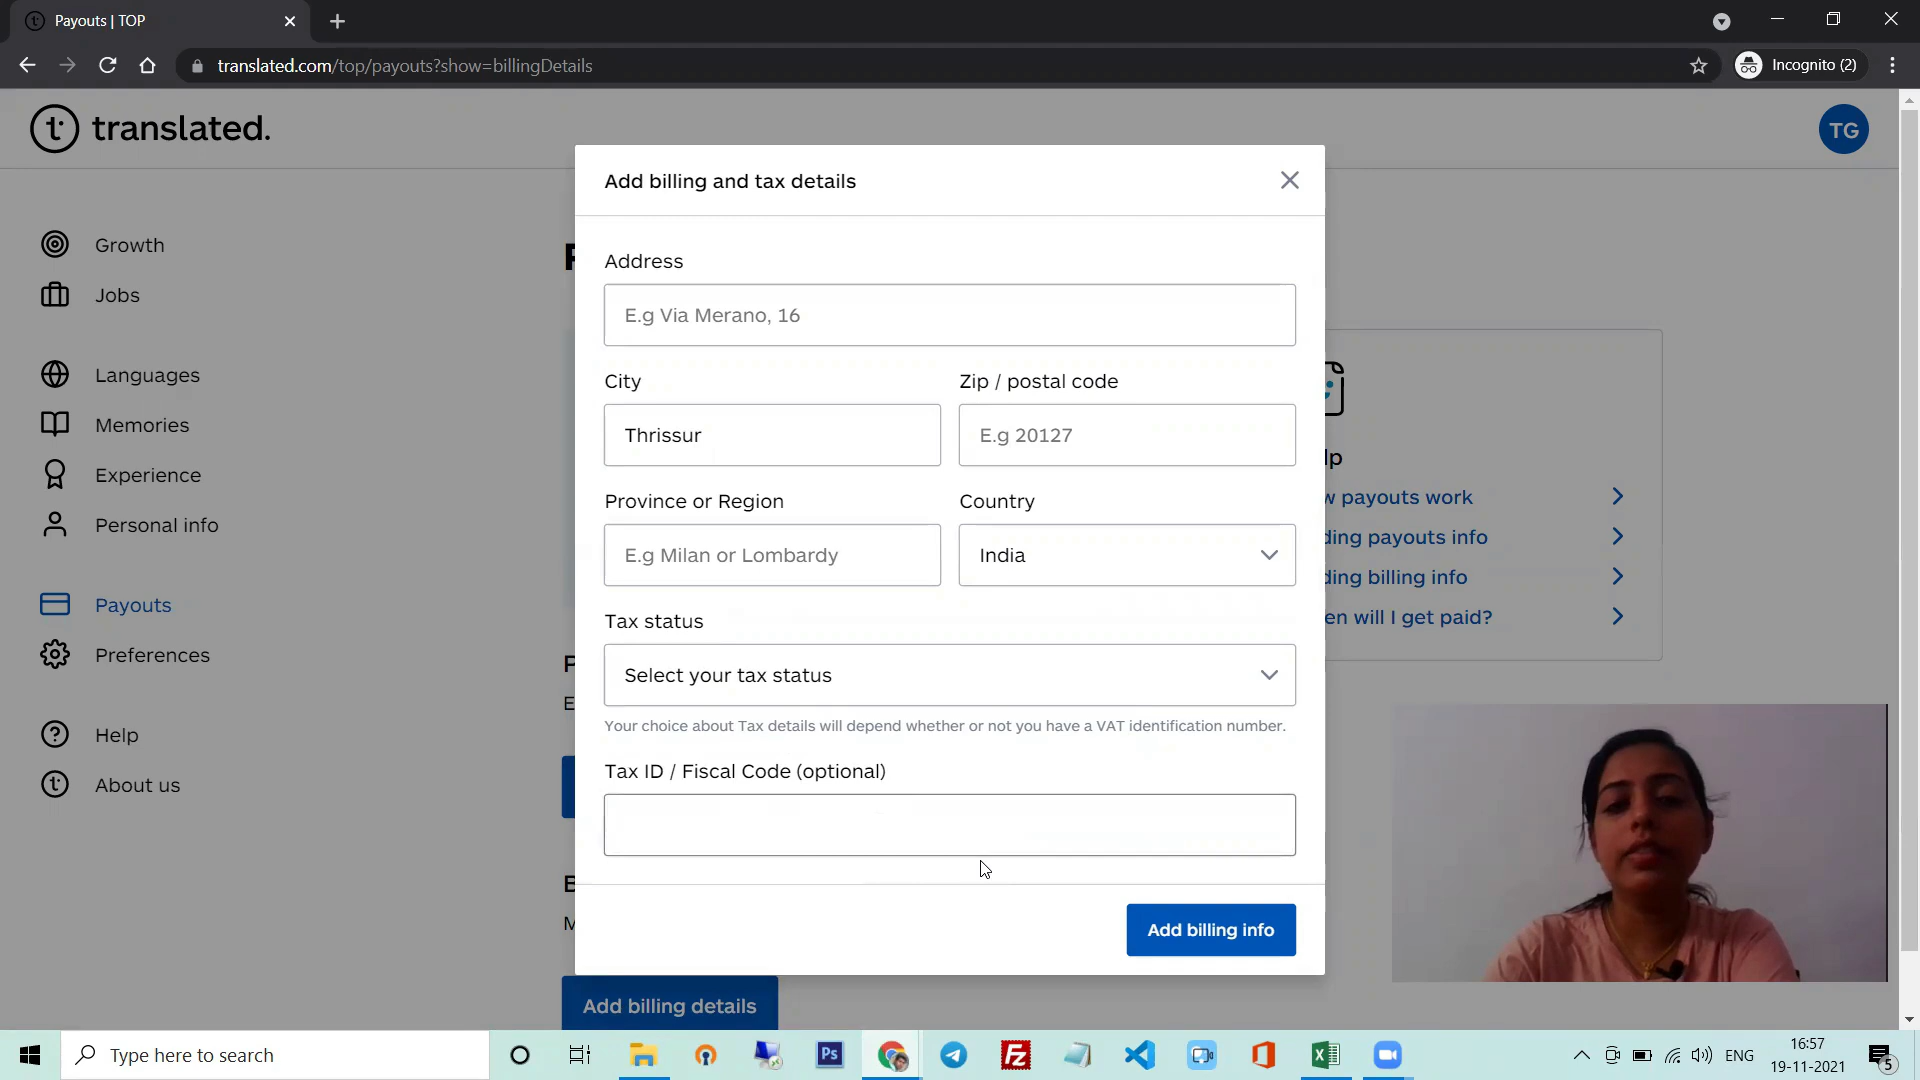 Payouts | TOP
translated.com/top/payouts?show=billingDetails
Incognito (2)
translated.
TG
Growth
Jobs
Languages
Memories
Experience
Personal info
Payouts
Preferences
Help
About us
Add billing and tax details
Address
E.g Via Merano, 16
City
Zip / postal code
Thrissur
E.g 20127
Province or Region
Country
E.g Milan or Lombardy
India
Tax status
Select your tax status
Your choice about Tax details will depend whether or not you have a VAT identification number.
Tax ID / Fiscal Code (optional)
Add billing info
lp
w payouts work
ding payouts info
ding billing info
en will I get paid?
Add billing details
Type here to search
Ps
Fz
ENG
16:57
19-11-2021
5